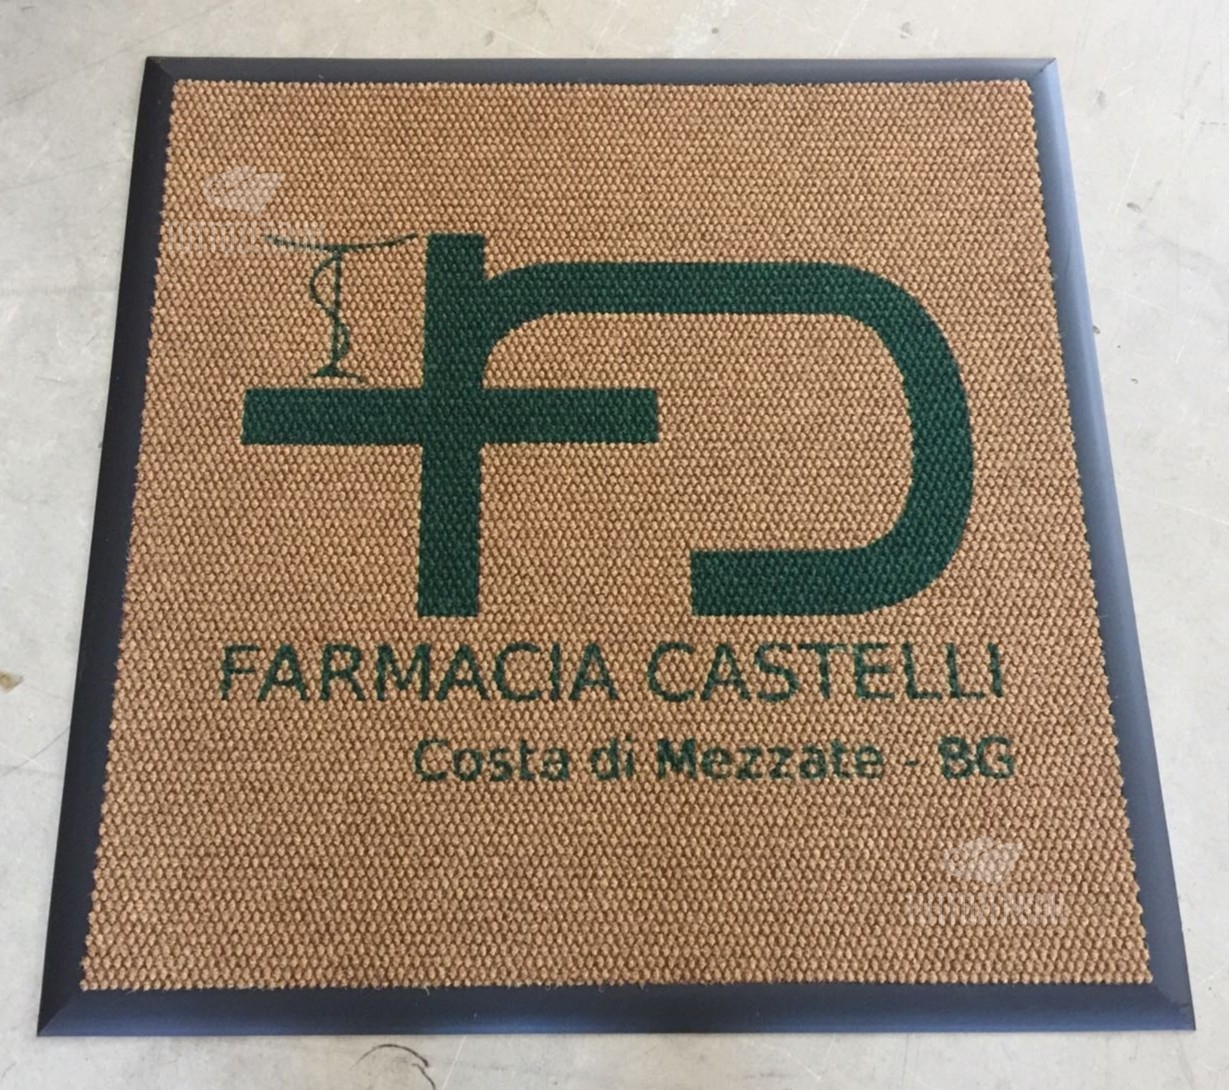 FARMACIA CASTELLI
Costa di Mezzate - BG